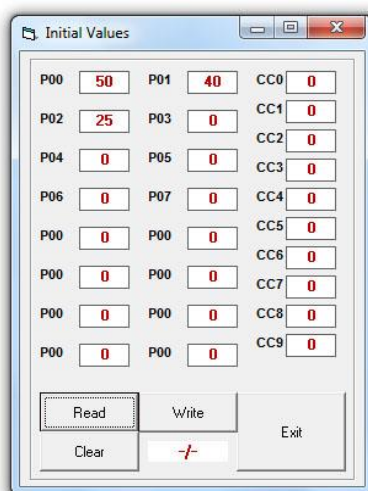 Initial Values
P00 50 P01 40 CC0 0
P02 25 P03 0 CC1 0
CC2 0
P04 0 P05 0 CC3 0
P06 0 P07 0 CC4 0
P00 0 P00 0 CC5 0
CC6 0
P00 0 P00 0 CC7 0
P00 0 P00 0 CC8 0
P00 0 P00 0 CC9 0
Read Write Exit
Clear -/-